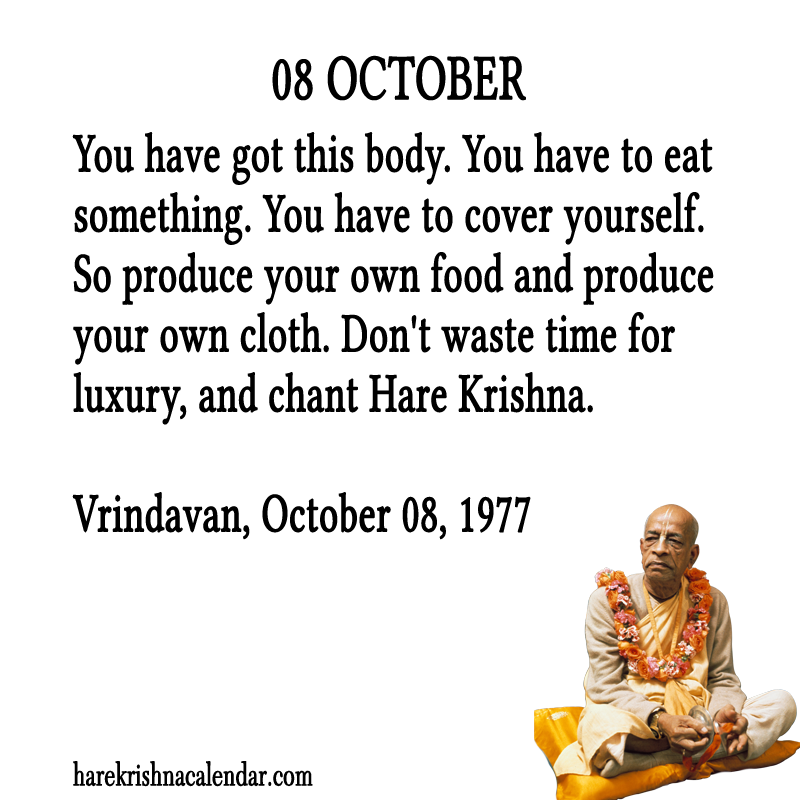 08 OCTOBER
You have got this body. You have to eat
something. You have to cover yourself.
So produce your own food and produce
your own cloth. Don't waste time for
luxury, and chant Hare Krishna.
Vrindavan, October 08, 1977
harekrishnacalendar.com